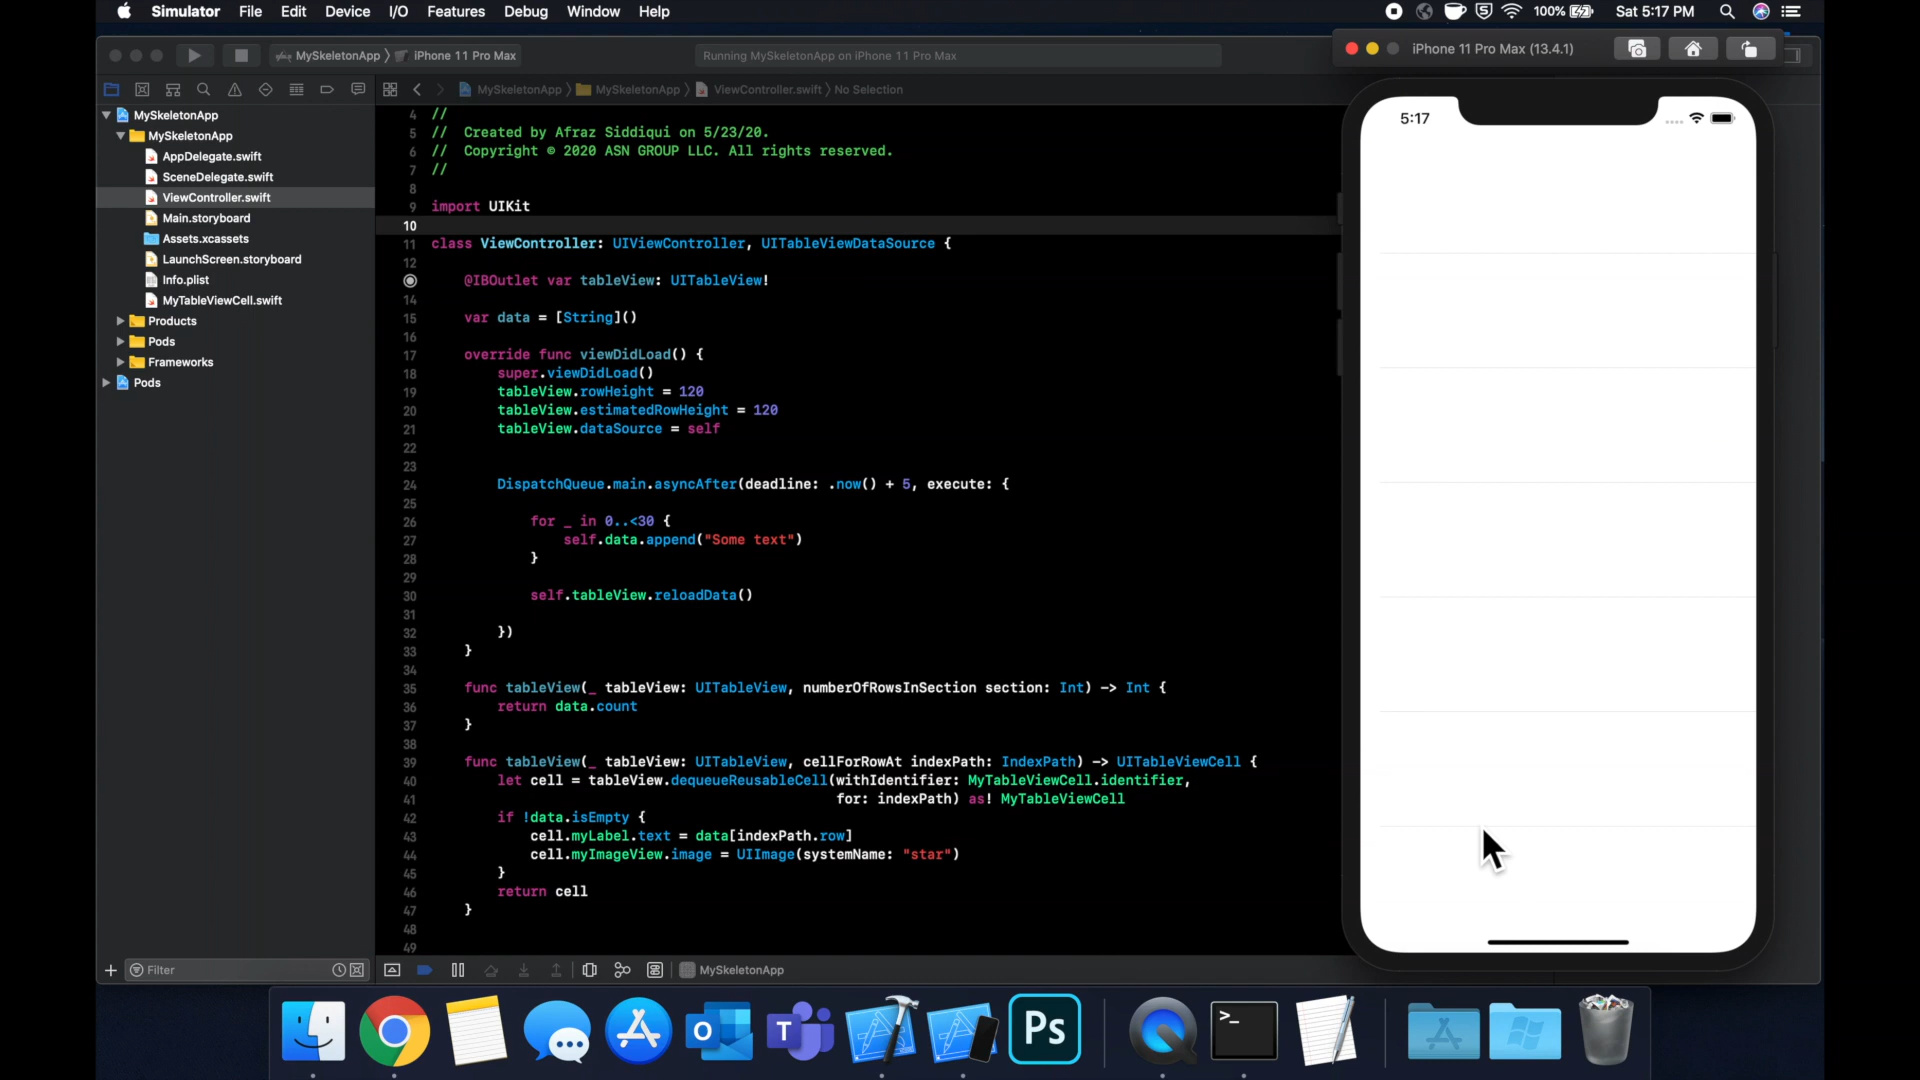 Simulator File Edit Device I/O Features Debug Window Help
100% Sat 5:17 PM
MySkeletonApp iPhone 11 Pro Max
Running MySkeletonApp on iPhone 11 Pro Max
iPhone 11 Pro Max (13.4.1)
MySkeletonApp MySkeletonApp ViewController.swift No Selection
MySkeletonApp
MySkeletonApp
AppDelegate.swift
SceneDelegate.swift
ViewController.swift
Main.storyboard
Assets.xcassets
LaunchScreen.storyboard
Info.plist
MyTableViewCell.swift
Products
Pods
Frameworks
Pods
Filter
4 //
5 // Created by Afraz Siddiqui on 5/23/20.
6 // Copyright © 2020 ASN GROUP LLC. All rights reserved.
7 //
8
9 import UIKit
10
11 class ViewController: UIViewController, UITableViewDataSource {
12
@IBOutlet var tableView: UITableView!
14
15 var data = [String]()
16
17 override func viewDidLoad() {
18 super.viewDidLoad()
19 tableView.rowHeight = 120
20 tableView.estimatedRowHeight = 120
21 tableView.dataSource = self
22
23
24 DispatchQueue.main.asyncAfter(deadline: .now() + 5, execute: {
25
26 for _ in 0..<30 {
27 self.data.append("Some text")
28 }
29
30 self.tableView.reloadData()
31
32 })
33 }
34
35 func tableView(_ tableView: UITableView, numberOfRowsInSection section: Int) -> Int {
36 return data.count
37 }
38
39 func tableView(_ tableView: UITableView, cellForRowAt indexPath: IndexPath) -> UITableViewCell {
40 let cell = tableView.dequeueReusableCell(withIdentifier: MyTableViewCell.identifier,
41 for: indexPath) as! MyTableViewCell
42 if !data.isEmpty {
43 cell.myLabel.text = data[indexPath.row]
44 cell.myImageView.image = UIImage(systemName: "star")
45 }
46 return cell
47 }
48
49
MySkeletonApp
5:17
O T Ps >_